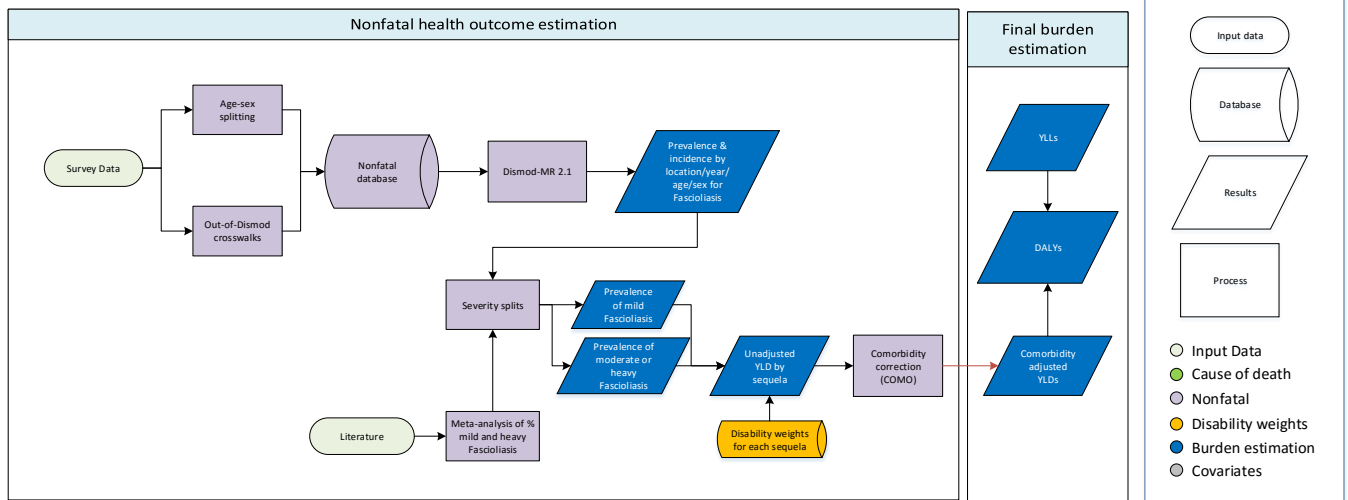 Nonfatal health outcome estimation
Final burden
estimation
Survey Data
Age-sex
splitting
Out-of-Dismod
crosswalks
Nonfatal
database
Dismod-MR 2.1
Prevalence &
incidence by
location/year/
age/sex for
Fascioliasis
Severity splits
Prevalence
of mild
Fascioliasis
Prevalence of
moderate or
heavy
Fascioliasis
Literature
Meta-analysis of %
mild and heavy
Fascioliasis
Unadjusted
YLD by
sequela
Disability weights
for each sequela
Comorbidity
correction
(COMO)
YLLs
DALYs
Comorbidity
adjusted
YLDs
Input data
Database
Results
Process
Input Data
Cause of death
Nonfatal
Disability weights
Burden estimation
Covariates